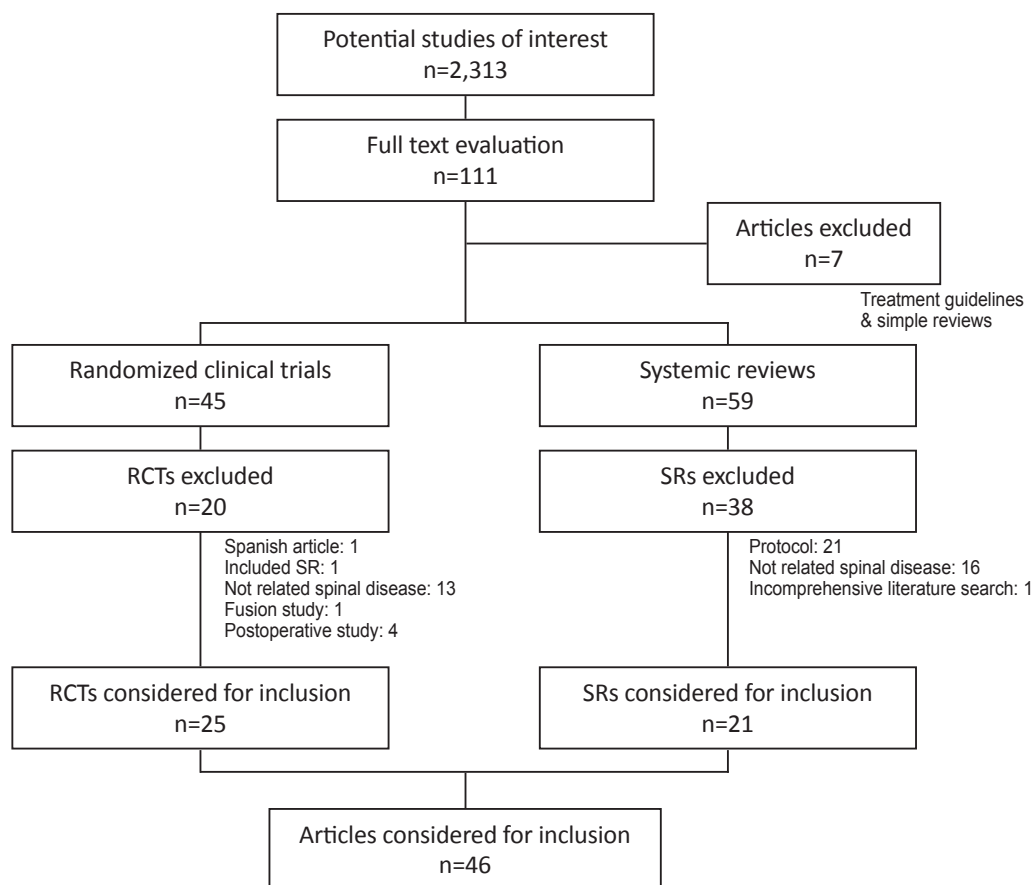 Potential studies of interest
n=2,313
Full text evaluation
n=111
Articles excluded
n=7
Treatment guidelines
& simple reviews
Randomized clinical trials
n=45
Systemic reviews
n=59
RCTs excluded
n=20
SRs excluded
n=38
Spanish article: 1
Included SR: 1
Not related spinal disease: 13
Fusion study: 1
Postoperative study: 4
Protocol: 21
Not related spinal disease: 16
Incomprehensive literature search: 1
RCTs considered for inclusion
n=25
SRs considered for inclusion
n=21
Articles considered for inclusion
n=46